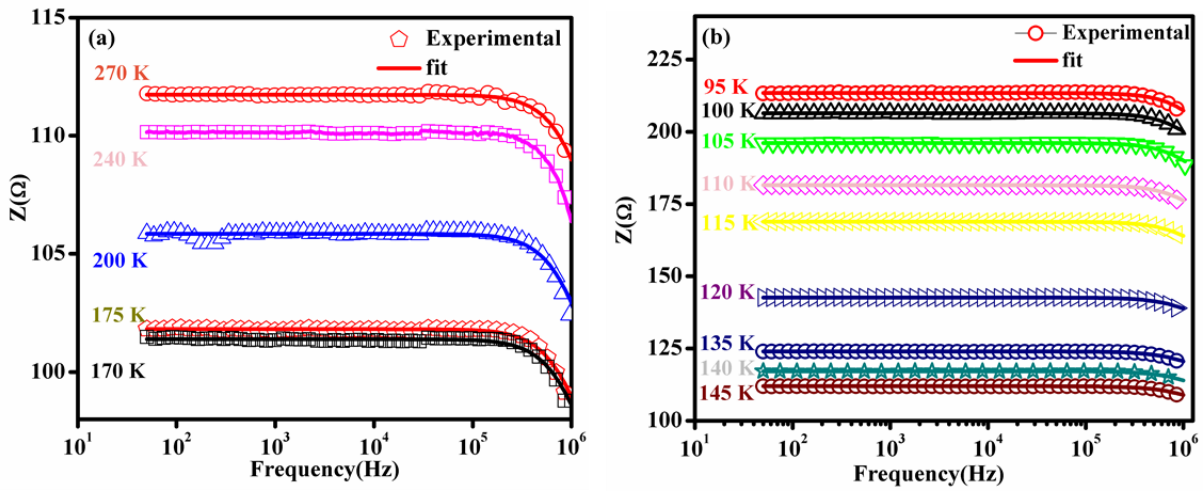 (a)
Experimental
fit
115
110
105
100
Z(Ω)
270 K
240 K
200 K
175 K
170 K
10¹
10²
10³
10⁴
10⁵
10⁶
Frequency(Hz)
(b)
Experimental
fit
225
200
175
150
125
100
Z(Ω)
95 K
100 K
105 K
110 K
115 K
120 K
135 K
140 K
145 K
10¹
10²
10³
10⁴
10⁵
10⁶
Frequency(Hz)